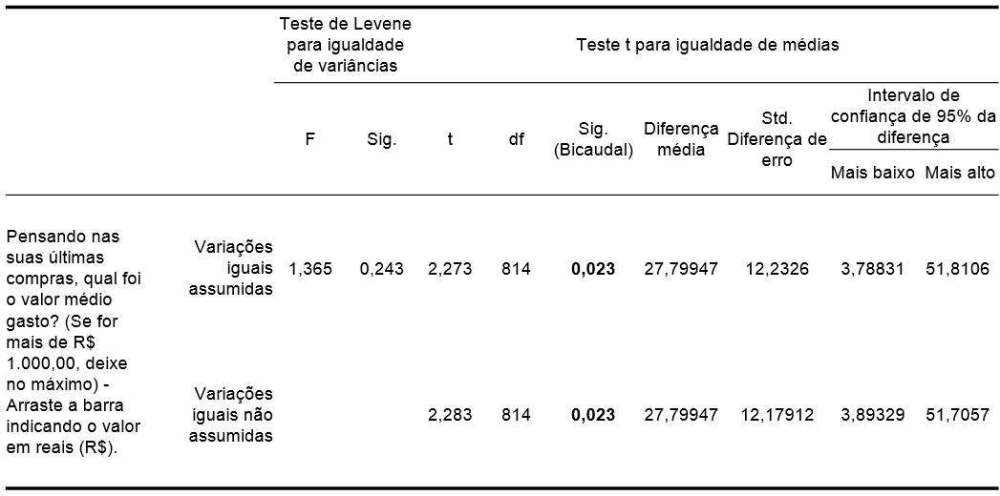 Teste de Levene
para igualdade
de variâncias
Teste t para igualdade de médias
F
Sig.
t
df
Sig.
(Bicaudal)
Diferença
média
Std.
Diferença de
erro
Intervalo de
confiança de 95% da
diferença
Mais baixo
Mais alto
Pensando nas
suas últimas
compras, qual foi
o valor médio
gasto? (Se for
mais de R$
1.000,00, deixe
no máximo) -
Arraste a barra
indicando o valor
em reais (R$).
Variações
iguais
assumidas
1,365 0,243 2,273 814 0,023 27,79947 12,2326 3,78831 51,8106
Variações
iguais não
assumidas
2,283 814 0,023 27,79947 12,17912 3,89329 51,7057